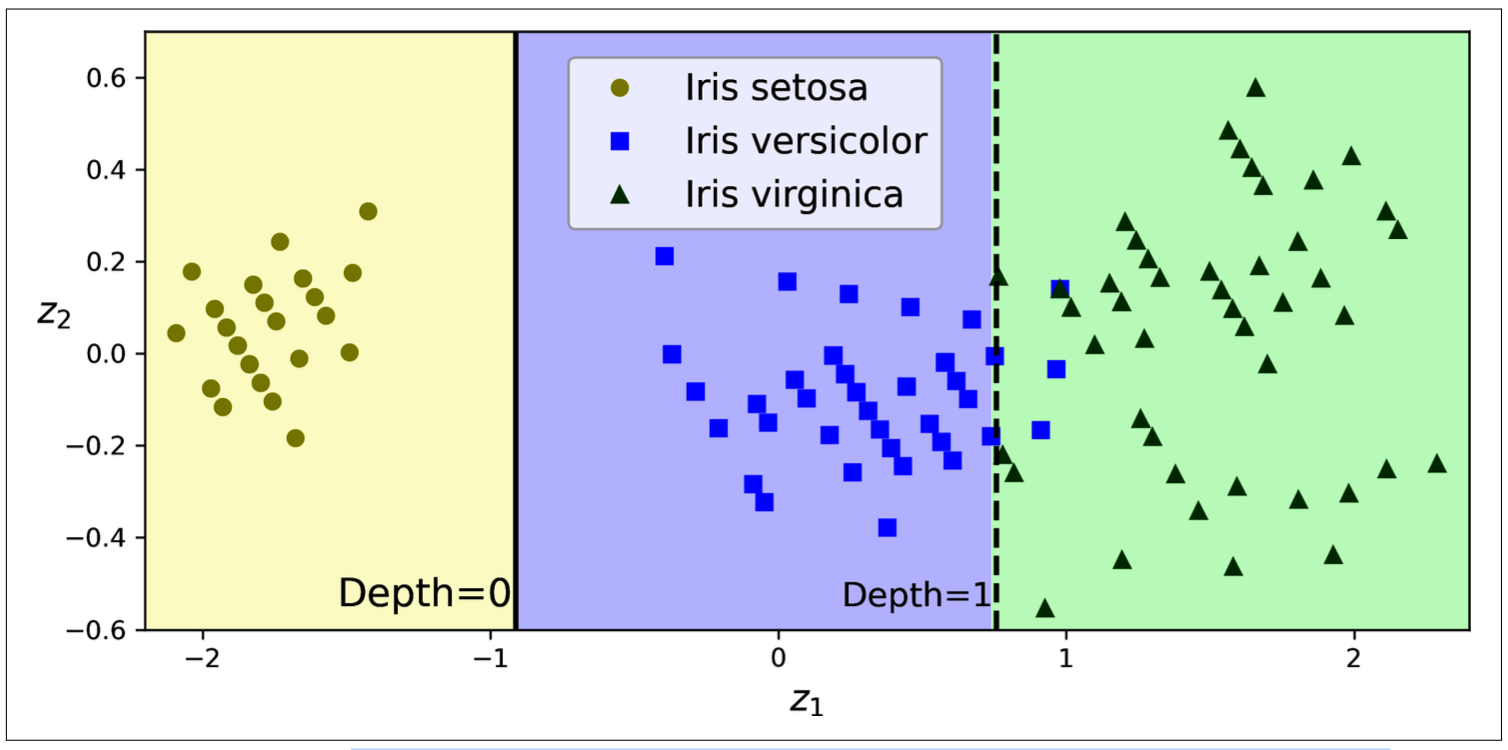 0.6
0.4
0.2
0.0
−0.2
−0.4
−0.6
z₂
Iris setosa
Iris versicolor
Iris virginica
Depth=0
Depth=1
−2 −1 0 1 2
z₁